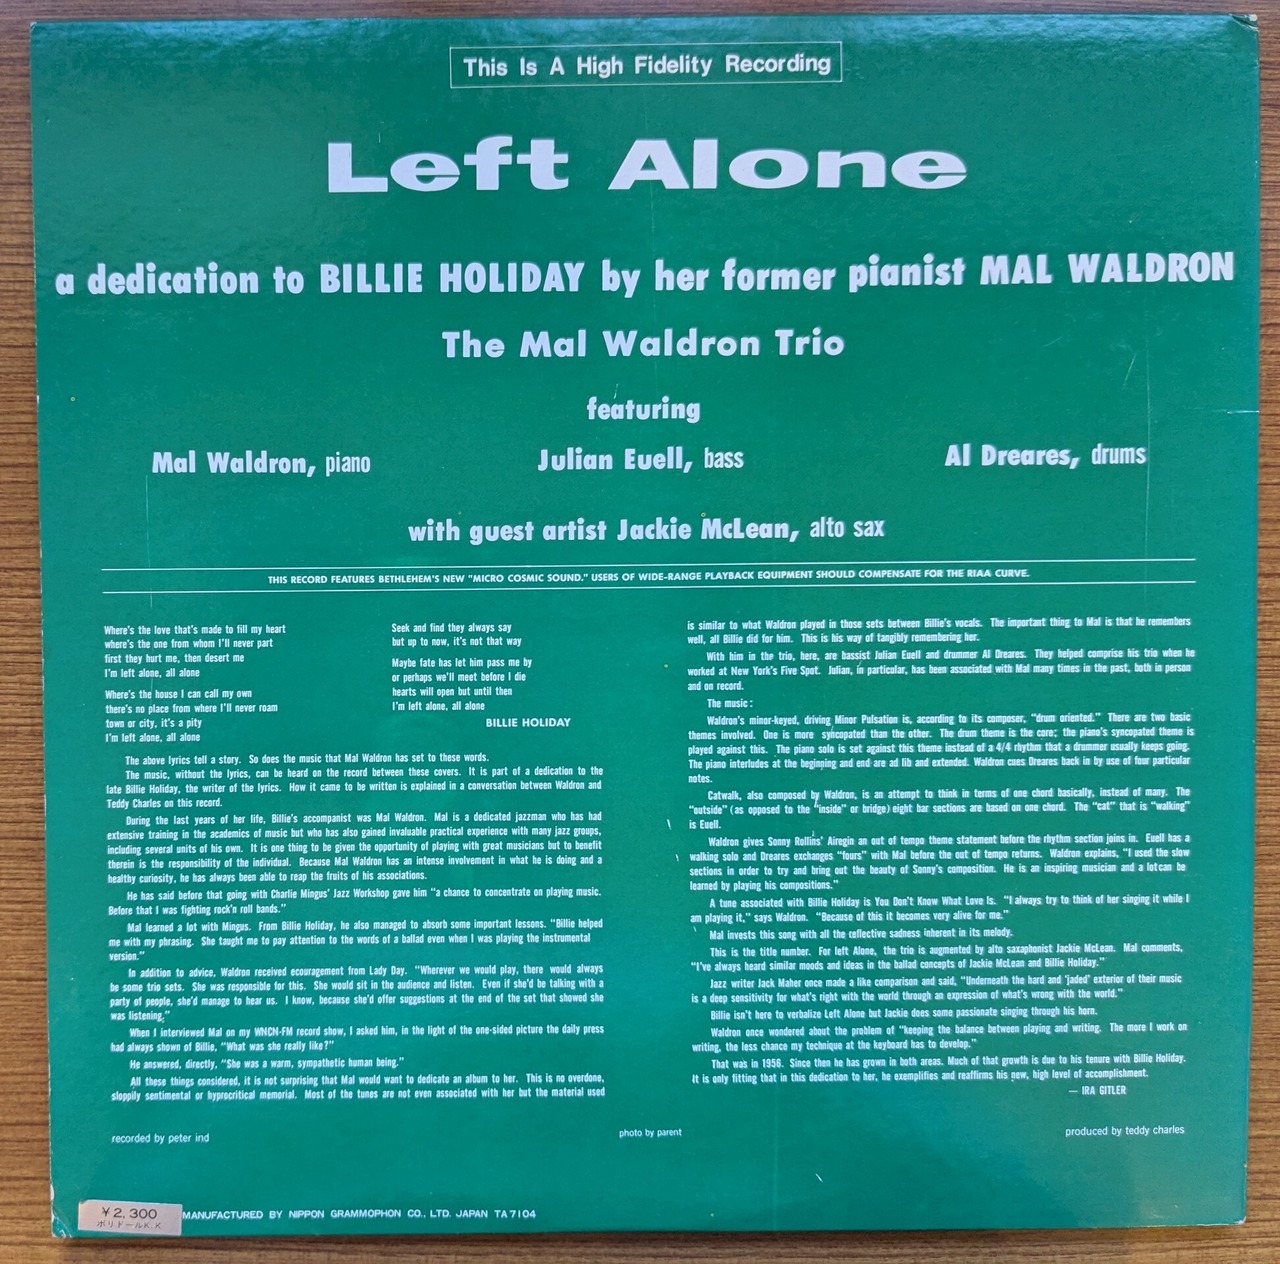 This Is A High Fidelity Recording
Left Alone
a dedication to BILLIE HOLIDAY by her former pianist MAL WALDRON
The Mal Waldron Trio
featuring
Mal Waldron, piano
Julian Euell, bass
Al Dreares, drums
with guest artist Jackie McLean, alto sax
THIS RECORD FEATURES BETHLEHEM'S NEW "MICRO COSMIC SOUND." USERS OF WIDE-RANGE PLAYBACK EQUIPMENT SHOULD COMPENSATE FOR THE RIAA CURVE.
Where's the love that's made to fill my heart
where's the one from whom I'll never part
first they hurt me, then desert me
I'm left alone, all alone
Where's the house I can call my own
there's no place from where I'll never roam
town or city, it's a pity
I'm left alone, all alone
Seek and find they always say
but up to now, it's not that way
Maybe fate has let him pass me by
or perhaps we'll meet before I die
hearts will open but until then
I'm left alone, all alone
BILLIE HOLIDAY
The above lyrics tell a story. So does the music that Mal Waldron has set to these words.
The music, without the lyrics, can be heard on the record between these covers. It is part of a dedication to the
late Billie Holiday, the writer of the lyrics. How it came to be written is explained in a conversation between Waldron and
Teddy Charles on this record.
During the last years of her life, Billie's accompanist was Mal Waldron. Mal is a dedicated jazzman who has had
extensive training in the academics of music but who has also gained invaluable practical experience with many jazz groups,
including several units of his own. It is one thing to be given the opportunity of playing with great musicians but to benefit
therein is the responsibility of the individual. Because Mal Waldron has an intense involvement in what he is doing and a
healthy curiosity, he has always been able to reap the fruits of his associations.
He has said before that going with Charlie Mingus' Jazz Workshop gave him "a chance to concentrate on playing music.
Before that I was fighting rock'n roll bands."
Mal learned a lot with Mingus. From Billie Holiday, he also managed to absorb some important lessons. "Billie helped
me with my phrasing. She taught me to pay attention to the words of a ballad even when I was playing the instrumental
version."
In addition to advice, Waldron received ecouragement from Lady Day. "Wherever we would play, there would always
be some trio sets. She was responsible for this. She would sit in the audience and listen. Even if she'd be talking with a
party of people, she'd manage to hear us. I know, because she'd offer suggestions at the end of the set that showed she
was listening."
When I interviewed Mal on my WNCN-FM record show, I asked him, in the light of the one-sided picture the daily press
had always shown of Billie, "What was she really like?"
He answered, directly, "She was a warm, sympathetic human being."
All these things considered, it is not surprising that Mal would want to dedicate an album to her. This is no overdone,
sloppily sentimental or hyprocritical memorial. Most of the tunes are not even associated with her but the material used
is similar to what Waldron played in those sets between Billie's vocals. The important thing to Mal is that he remembers
well, all Billie did for him. This is his way of tangibly remembering her.
With him in the trio, here, are bassist Julian Euell and drummer Al Dreares. They helped comprise his trio when he
worked at New York's Five Spot. Julian, in particular, has been associated with Mal many times in the past, both in person
and on record.
The music:
Waldron's minor-keyed, driving Minor Pulsation is, according to its composer, "drum oriented." There are two basic
themes involved. One is more syncopated than the other. The drum theme is the core; the piano's syncopated theme is
played against this. The piano solo is set against this theme instead of a 4/4 rhythm that a drummer usually keeps going.
The piano interludes at the beginning and end are ad lib and extended. Waldron cues Dreares back in by use of four particular
notes.
Catwalk, also composed by Waldron, is an attempt to think in terms of one chord basically, instead of many. The
"outside" (as opposed to the "inside" or bridge) eight bar sections are based on one chord. The "cat" that is "walking"
is Euell.
Waldron gives Sonny Rollins' Airegin an out of tempo theme statement before the rhythm section joins in. Euell has a
walking solo and Dreares exchanges "fours" with Mal before the out of tempo returns. Waldron explains, "I used the slow
sections in order to try and bring out the beauty of Sonny's composition. He is an inspiring musician and a lotcan be
learned by playing his compositions."
A tune associated with Billie Holiday is You Don't Know What Love Is. "I always try to think of her singing it while I
am playing it," says Waldron. "Because of this it becomes very alive for me."
Mal invests this song with all the ceflective sadness inherent in its melody.
This is the title number. For left Alone, the trio is augmented by alto saxaphonist Jackie McLean. Mal comments,
"I've always heard similar moods and ideas in the ballad concepts of Jackie McLean and Billie Holiday."
Jazz writer Jack Maher once made a like comparison and said, "Underneath the hard and 'jaded' exterior of their music
is a deep sensitivity for what's right with the world through an expression of what's wrong with the world."
Billie isn't here to verbalize Left Alone but Jackie does some passionate singing through his horn.
Waldron once wondered about the problem of "keeping the balance between playing and writing. The more I work on
writing, the less chance my technique at the keyboard has to develop."
That was in 1956. Since then he has grown in both areas. Much of that growth is due to his tenure with Billie Holiday.
It is only fitting that in this dedication to her, he exemplifies and reaffirms his new, high level of accomplishment.
— IRA GITLER
recorded by peter ind
photo by parent
produced by teddy charles
¥2,300
ポリドールK.K.
MANUFACTURED BY NIPPON GRAMMOPHON CO., LTD. JAPAN TA7104